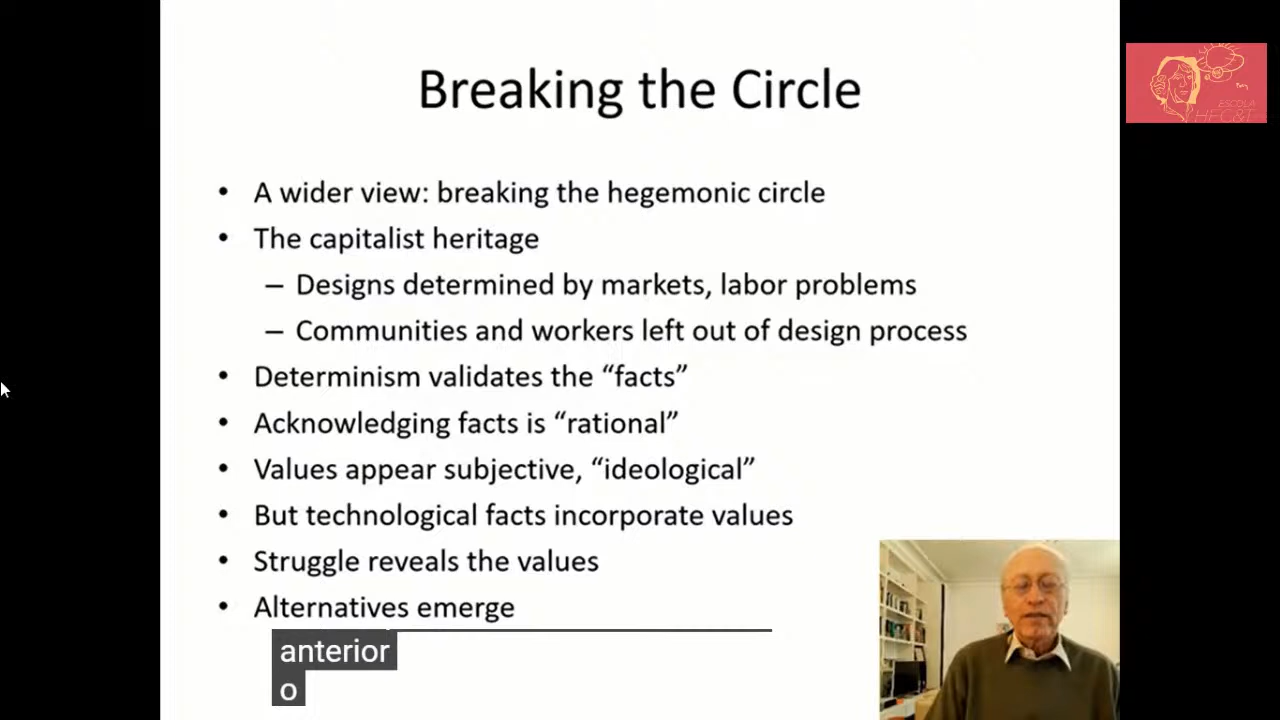 Breaking the Circle
• A wider view: breaking the hegemonic circle
• The capitalist heritage
– Designs determined by markets, labor problems
– Communities and workers left out of design process
• Determinism validates the “facts”
• Acknowledging facts is “rational”
• Values appear subjective, “ideological”
• But technological facts incorporate values
• Struggle reveals the values
• Alternatives emerge
anterior
o
ESCOLA
HFC&T